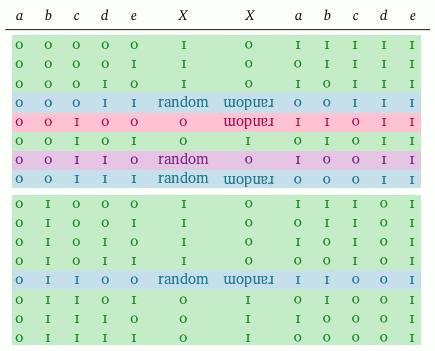 a b c d e X X a b c d e
0 0 0 0 0 1 0 1 1 1 1 1
0 0 0 0 1 1 0 0 1 1 1 1
0 0 0 1 0 1 0 1 0 1 1 1
0 0 0 1 1 random random 0 0 1 1 1
0 0 1 0 0 0 random 1 1 0 1 1
0 0 1 0 1 0 1 0 1 0 1 1
0 0 1 1 0 random 0 1 0 0 1 1
0 0 1 1 1 random random 0 0 0 1 1
0 1 0 0 0 1 0 1 1 1 0 1
0 1 0 0 1 1 0 0 1 1 0 1
0 1 0 1 0 1 0 1 0 1 0 1
0 1 0 1 1 1 0 0 0 1 0 1
0 1 1 0 0 random random 1 1 0 0 1
0 1 1 0 1 0 1 0 1 0 0 1
0 1 1 1 0 0 1 1 0 0 0 1
0 1 1 1 1 0 1 0 0 0 0 1